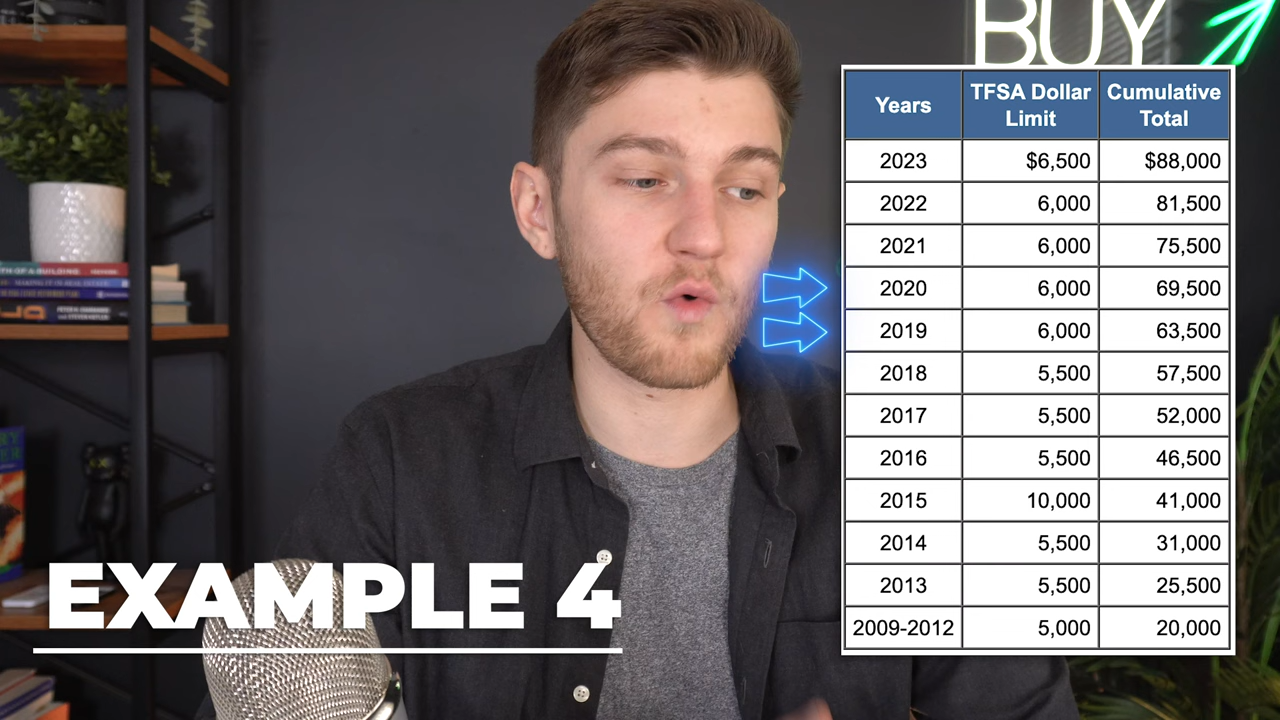 BUY
Years TFSA Dollar Limit Cumulative Total
2023 $6,500 $88,000
2022 6,000 81,500
2021 6,000 75,500
2020 6,000 69,500
2019 6,000 63,500
2018 5,500 57,500
2017 5,500 52,000
2016 5,500 46,500
2015 10,000 41,000
2014 5,500 31,000
2013 5,500 25,500
2009-2012 5,000 20,000
EXAMPLE 4